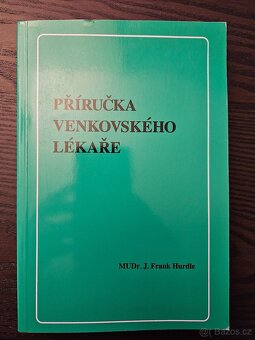 PŘÍRUČKA
VENKOVSKÉHO
LÉKAŘE
MUDr. J. Frank Hurdle
Bazos.cz